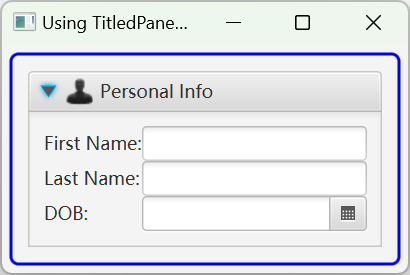 Using TitledPane...
Personal Info
First Name:
Last Name:
DOB: